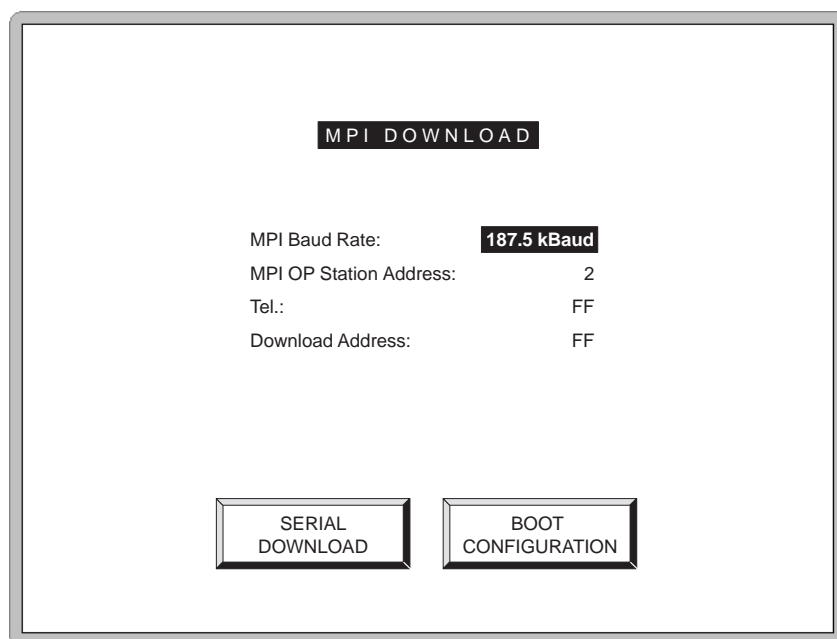 MPI DOWNLOAD
MPI Baud Rate: 187.5 kBaud
MPI OP Station Address: 2
Tel.: FF
Download Address: FF
SERIAL
DOWNLOAD
BOOT
CONFIGURATION